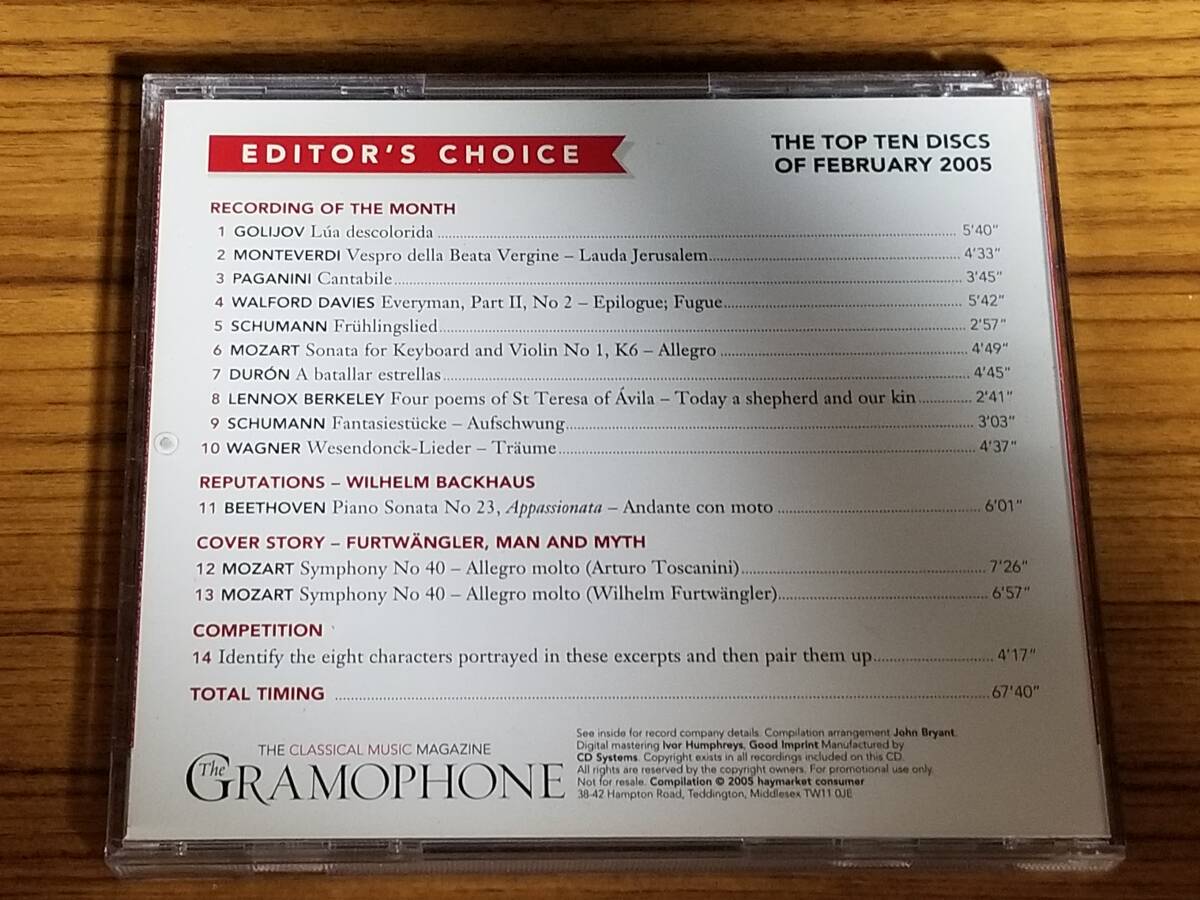 EDITOR'S CHOICE
THE TOP TEN DISCS
OF FEBRUARY 2005
RECORDING OF THE MONTH
1 GOLIJOV Lúa descolorida 5'40"
2 MONTEVERDI Vespro della Beata Vergine – Lauda Jerusalem 4'33"
3 PAGANINI Cantabile 3'45"
4 WALFORD DAVIES Everyman, Part II, No 2 – Epilogue; Fugue 5'42"
5 SCHUMANN Frühlingslied 2'57"
6 MOZART Sonata for Keyboard and Violin No 1, K6 – Allegro 4'49"
7 DURÓN A batallar estrellas 4'45"
8 LENNOX BERKELEY Four poems of St Teresa of Ávila – Today a shepherd and our kin 2'41"
9 SCHUMANN Fantasiestücke – Aufschwung 3'03"
10 WAGNER Wesendonck-Lieder – Träume 4'37"
REPUTATIONS – WILHELM BACKHAUS
11 BEETHOVEN Piano Sonata No 23, Appassionata – Andante con moto 6'01"
COVER STORY – FURTWÄNGLER, MAN AND MYTH
12 MOZART Symphony No 40 – Allegro molto (Arturo Toscanini) 7'26"
13 MOZART Symphony No 40 – Allegro molto (Wilhelm Furtwängler) 6'57"
COMPETITION
14 Identify the eight characters portrayed in these excerpts and then pair them up 4'17"
TOTAL TIMING 67'40"
THE CLASSICAL MUSIC MAGAZINE
The GRAMOPHONE
See inside for record company details. Compilation arrangement John Bryant.
Digital mastering Ivor Humphreys, Good Imprint Manufactured by
CD Systems. Copyright exists in all recordings included on this CD.
All rights are reserved by the copyright owners. For promotional use only.
Not for resale. Compilation © 2005 haymarket consumer
38-42 Hampton Road, Teddington, Middlesex TW11 0JE